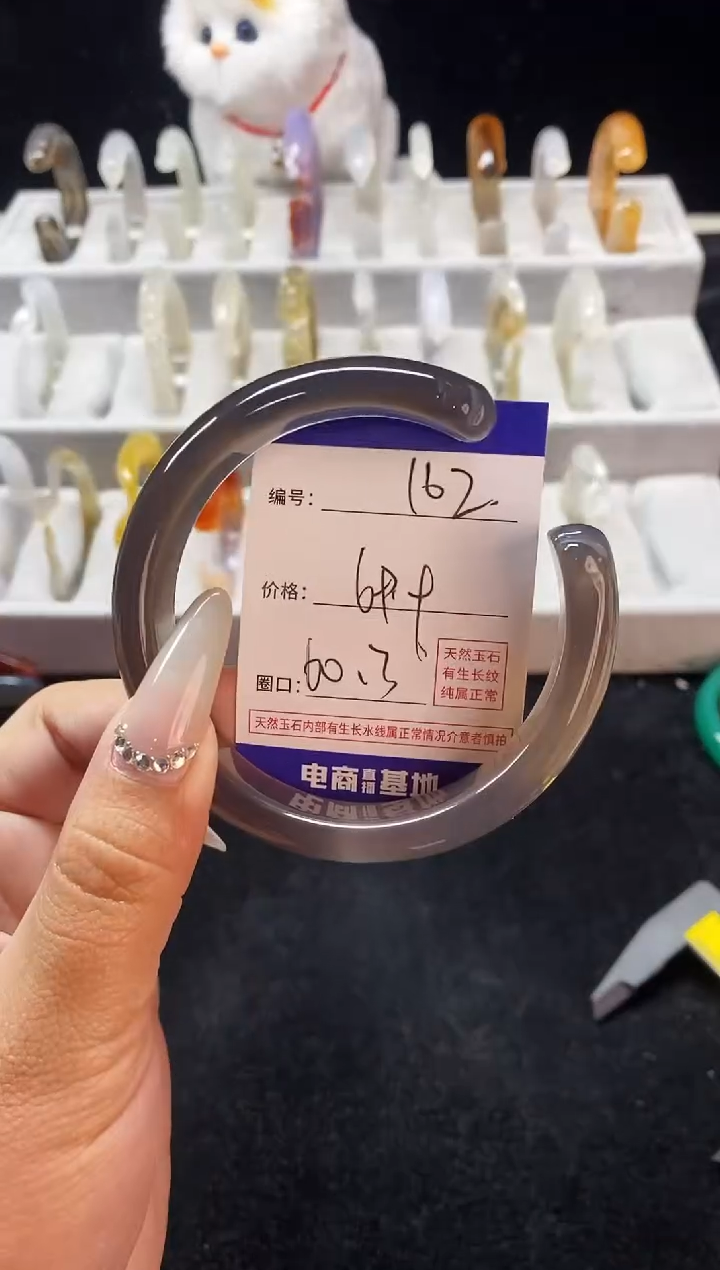 编号: 162
价格:
圈口: 60.3
天然玉石
有生长纹
纯属正常
天然玉石内部有生长水线属正常情况介意者慎拍
电商直播基地